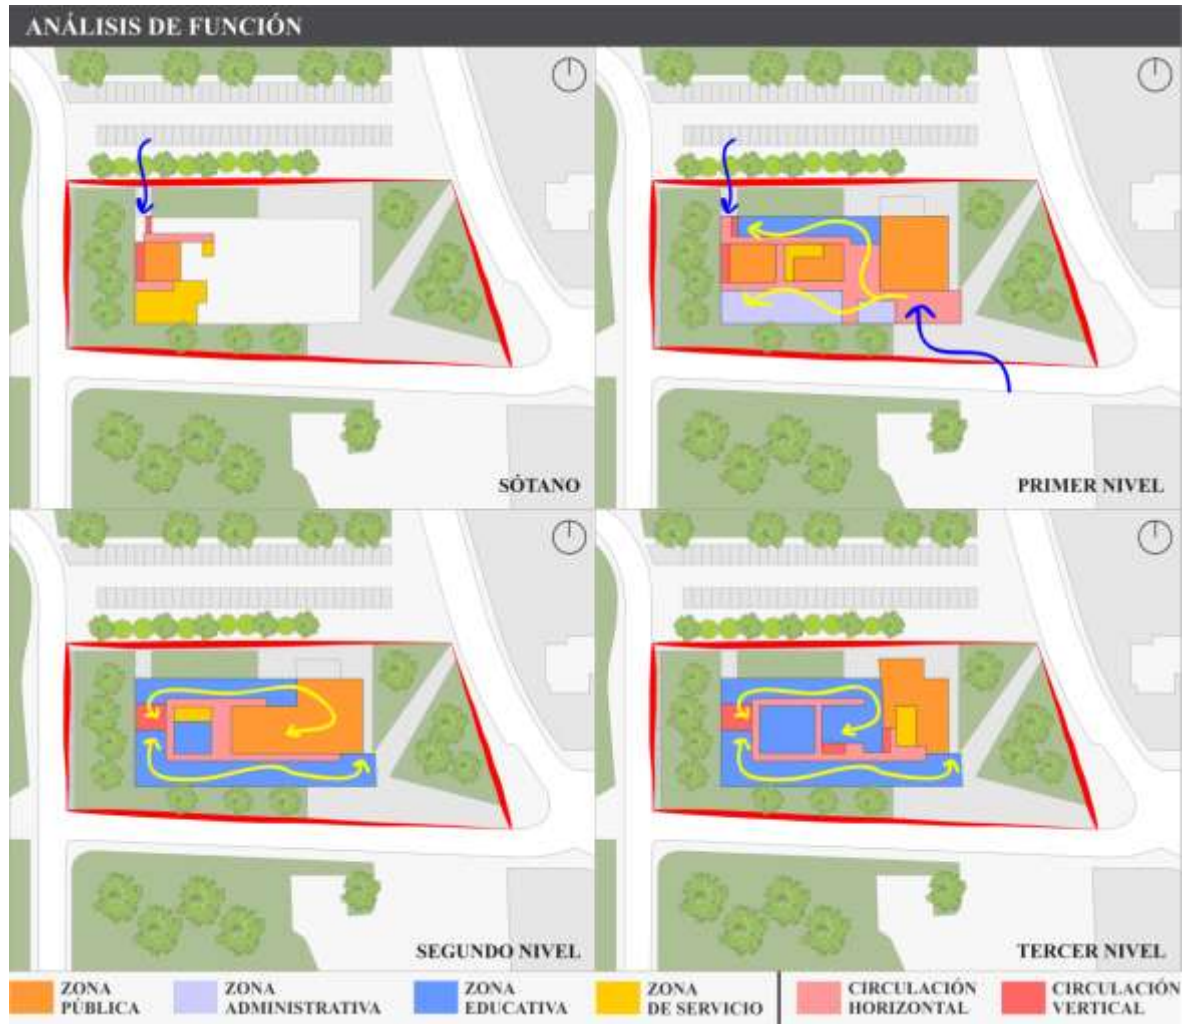 ANÁLISIS DE FUNCIÓN
SÓTANO
PRIMER NIVEL
SEGUNDO NIVEL
TERCER NIVEL
ZONA
PÚBLICA
ZONA
ADMINISTRATIVA
ZONA
EDUCATIVA
ZONA
DE SERVICIO
CIRCULACIÓN
HORIZONTAL
CIRCULACIÓN
VERTICAL